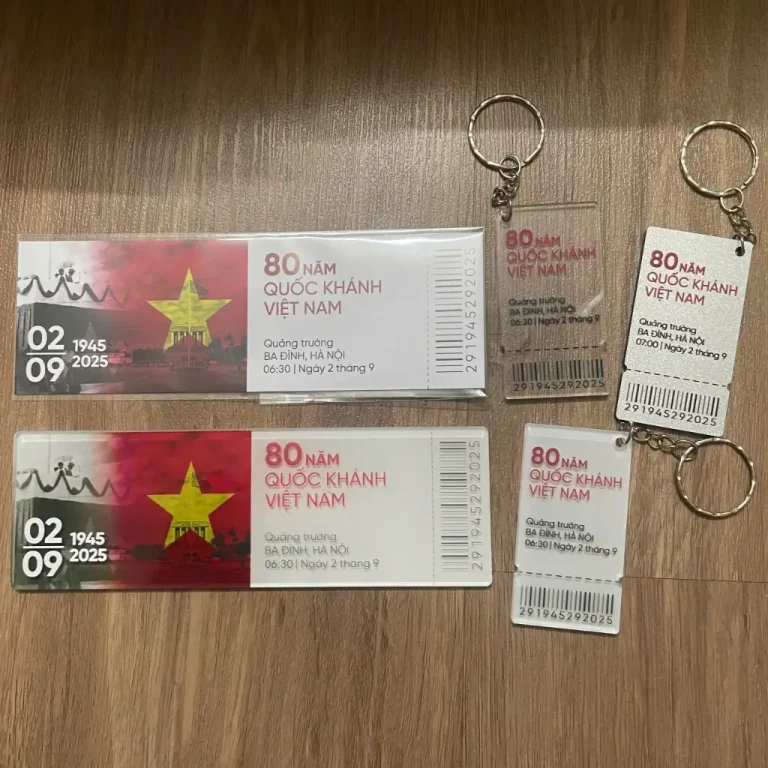 02
09
1945
2025
80 NĂM
QUỐC KHÁNH
VIỆT NAM
Quảng trường
BA ĐÌNH, HÀ NỘI
06:30 | Ngày 2 tháng 9
291945292025
80 NĂM
QUỐC KHÁNH
VIỆT NAM
Quảng trường
BA ĐÌNH, HÀ NỘI
06:30 | Ngày 2 tháng 9
291945292025
80 NĂM
QUỐC KHÁNH
VIỆT NAM
Quảng trường
BA ĐÌNH, HÀ NỘI
07:00 | Ngày 2 tháng 9
291945292025
02
09
1945
2025
80 NĂM
QUỐC KHÁNH
VIỆT NAM
Quảng trường
BA ĐÌNH, HÀ NỘI
06:30 | Ngày 2 tháng 9
291945292025
80 NĂM
QUỐC KHÁNH
VIỆT NAM
Quảng trường
BA ĐÌNH, HÀ NỘI
06:30 | Ngày 2 tháng 9
291945292025